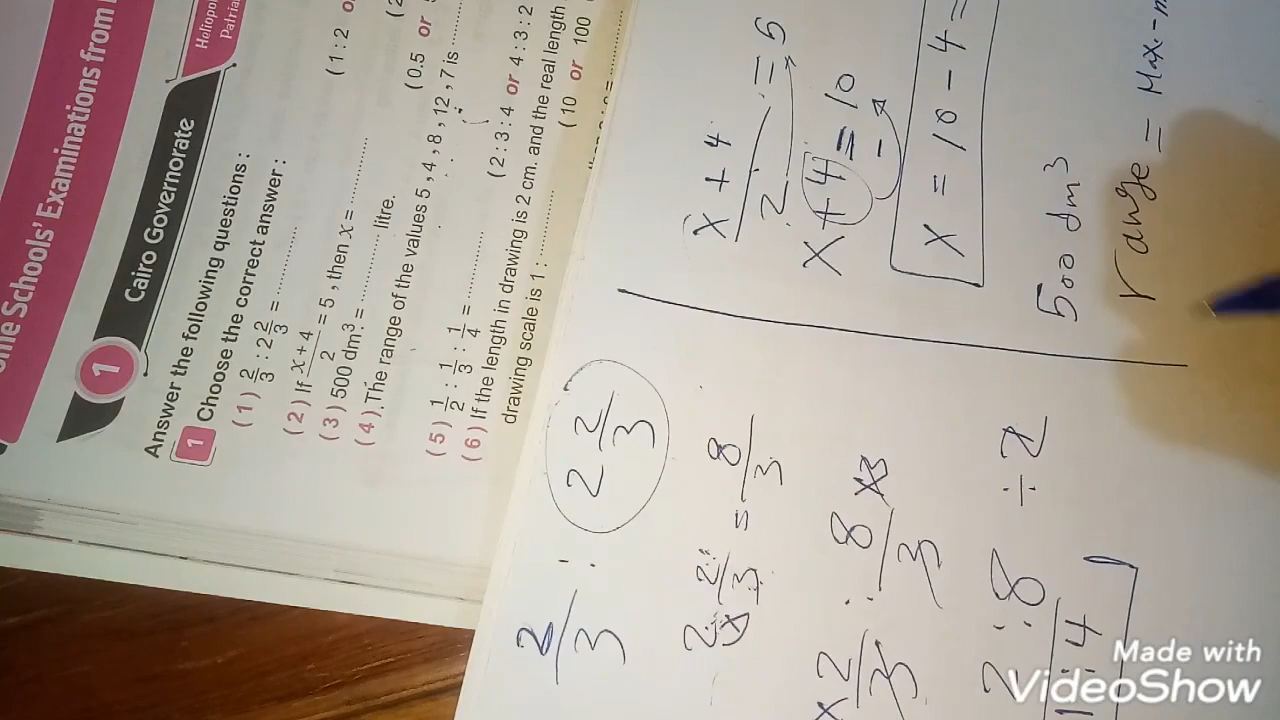 Schools' Examinations from
Heliopo
Patria
1 Cairo Governorate
Answer the following questions :
1 Choose the correct answer :
(1) 2/3 : 2 2/3 = ............
(1 : 2 o
(2) If x + 4 / 2 = 5 , then x = ............
(3) 500 dm³. = ............ litre.
(0.5 or
(4) The range of the values 5 , 4 , 8 , 12 , 7 is ............
(5) 1/2 : 1/3 : 1/4 = ............
(2 : 3 : 4 or 4 : 3 : 2
(6) If the length in drawing is 2 cm. and the real length
drawing scale is 1 : ............
(10 or 100
2/3 : 2 2/3
2 × 2/3 = 8/3
× 2/3 : 8/3 ×3
2 : 8 ÷ 2
1 : 4
x + 4 / 2 = 5
x + 4 = 10
x = 10 - 4 =
500 dm³
range = Max. - m
Made with
VideoShow